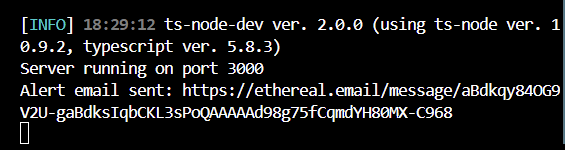 [INFO] 18:29:12 ts-node-dev ver. 2.0.0 (using ts-node ver. 1
0.9.2, typescript ver. 5.8.3)
Server running on port 3000
Alert email sent: https://ethereal.email/message/aBdkqy84OG9
V2U-gaBdksIqbCKL3sPoQAAAAAd98g75fCqmdYH80MX-C968